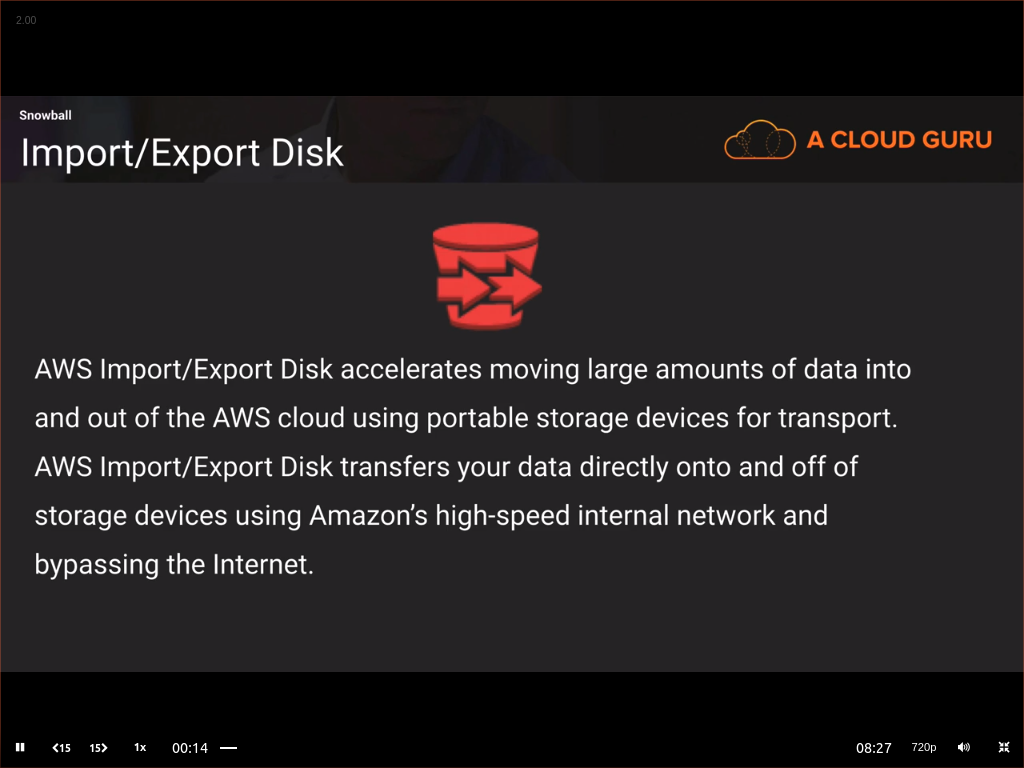 2.00
Snowball
Import/Export Disk
A CLOUD GURU
AWS Import/Export Disk accelerates moving large amounts of data into
and out of the AWS cloud using portable storage devices for transport.
AWS Import/Export Disk transfers your data directly onto and off of
storage devices using Amazon’s high-speed internal network and
bypassing the Internet.
15 15 1x 00:14 08:27 720p